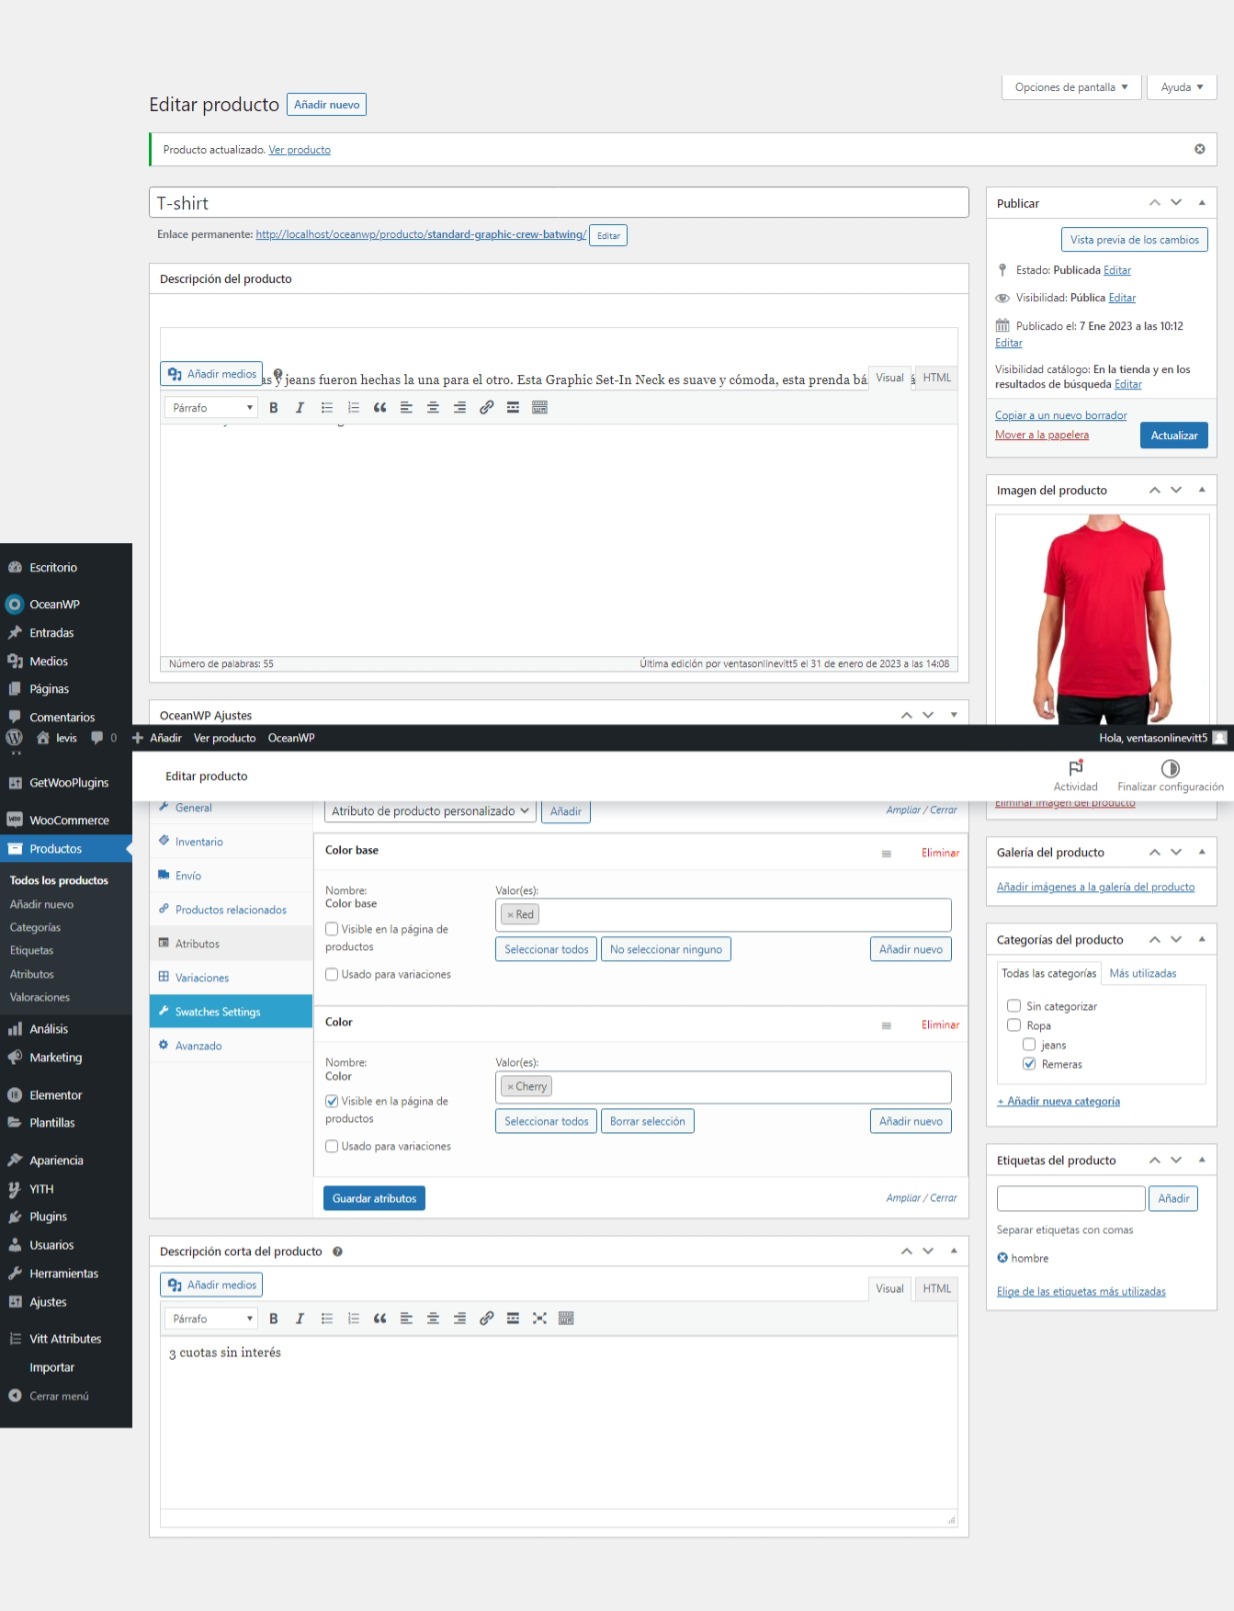 Opciones de pantalla
Ayuda
Editar producto
Añadir nuevo
Producto actualizado. Ver producto
T-shirt
Enlace permanente: http://localhost/oceanwp/producto/standard-graphic-crew-batwing/ Editar
Descripción del producto
Añadir medios
as y jeans fueron hechas la una para el otro. Esta Graphic Set-In Neck es suave y cómoda, esta prenda bá
Visual
HTML
Párrafo
Número de palabras: 55
Última edición por ventasonlinevitt5 el 31 de enero de 2023 a las 14:08
OceanWP Ajustes
Publicar
Vista previa de los cambios
Estado: Publicada Editar
Visibilidad: Pública Editar
Publicado el: 7 Ene 2023 a las 10:12
Editar
Visibilidad catálogo: En la tienda y en los
resultados de búsqueda Editar
Copiar a un nuevo borrador
Mover a la papelera
Actualizar
Imagen del producto
Escritorio
OceanWP
Entradas
Medios
Páginas
Comentarios
levis
0
Añadir
Ver producto
OceanWP
Hola, ventasonlinevitt5
Editar producto
Actividad
Finalizar configuración
GetWooPlugins
WooCommerce
Productos
Todos los productos
Añadir nuevo
Categorías
Etiquetas
Atributos
Valoraciones
Análisis
Marketing
Elementor
Plantillas
Apariencia
YITH
Plugins
Usuarios
Herramientas
Ajustes
Vitt Attributes
Importar
Cerrar menú
General
Inventario
Envío
Productos relacionados
Atributos
Variaciones
Swatches Settings
Avanzado
Atributo de producto personalizado
Añadir
Ampliar / Cerrar
Color base
Eliminar
Nombre:
Color base
Visible en la página de
productos
Usado para variaciones
Valor(es):
× Red
Seleccionar todos
No seleccionar ninguno
Añadir nuevo
Color
Eliminar
Nombre:
Color
Visible en la página de
productos
Usado para variaciones
Valor(es):
× Cherry
Seleccionar todos
Borrar selección
Añadir nuevo
Guardar atributos
Ampliar / Cerrar
Descripción corta del producto
Añadir medios
Visual
HTML
Párrafo
3 cuotas sin interés
Eliminar imagen del producto
Galería del producto
Añadir imágenes a la galería del producto
Categorías del producto
Todas las categorías
Más utilizadas
Sin categorizar
Ropa
jeans
Remeras
+ Añadir nueva categoría
Etiquetas del producto
Añadir
Separar etiquetas con comas
hombre
Elige de las etiquetas más utilizadas